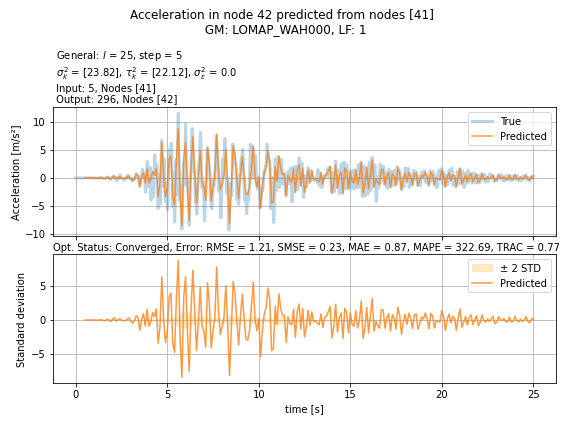 Acceleration in node 42 predicted from nodes [41]
GM: LOMAP_WAH000, LF: 1
General: l = 25, step = 5
σ²ₖ = [23.82], τ²ₖ = [22.12], σ²ε = 0.0
Input: 5, Nodes [41]
Output: 296, Nodes [42]
Acceleration [m/s²]
10
5
0
−5
−10
True
Predicted
Opt. Status: Converged, Error: RMSE = 1.21, SMSE = 0.23, MAE = 0.87, MAPE = 322.69, TRAC = 0.77
Standard deviation
5
0
−5
± 2 STD
Predicted
0
5
10
15
20
25
time [s]